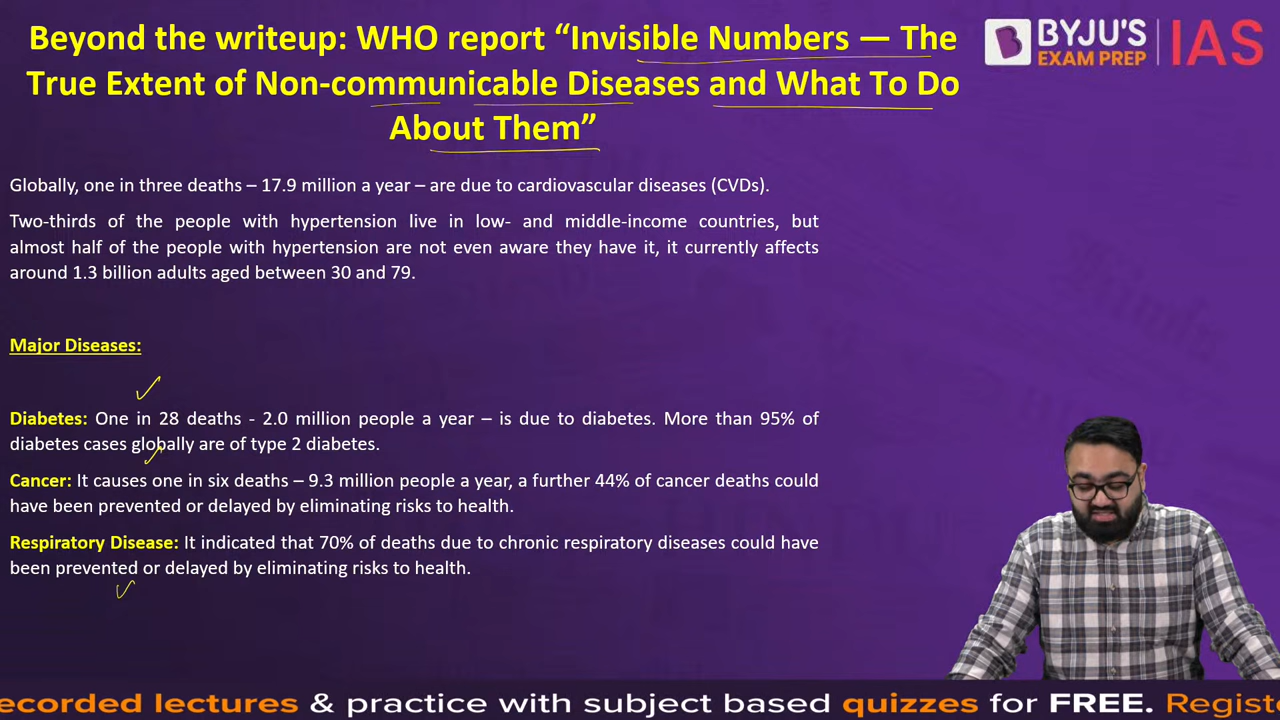 Beyond the writeup: WHO report “Invisible Numbers — The
True Extent of Non-communicable Diseases and What To Do
About Them”
BYJU'S
EXAM PREP
IAS
Globally, one in three deaths – 17.9 million a year – are due to cardiovascular diseases (CVDs).
Two-thirds of the people with hypertension live in low- and middle-income countries, but
almost half of the people with hypertension are not even aware they have it, it currently affects
around 1.3 billion adults aged between 30 and 79.
Major Diseases:
Diabetes: One in 28 deaths - 2.0 million people a year – is due to diabetes. More than 95% of
diabetes cases globally are of type 2 diabetes.
Cancer: It causes one in six deaths – 9.3 million people a year, a further 44% of cancer deaths could
have been prevented or delayed by eliminating risks to health.
Respiratory Disease: It indicated that 70% of deaths due to chronic respiratory diseases could have
been prevented or delayed by eliminating risks to health.
ecorded lectures & practice with subject based quizzes for FREE. Registe